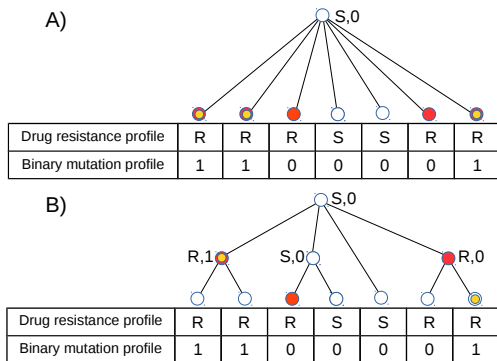 A)
S,0
Drug resistance profile R R R S S R R
Binary mutation profile 1 1 0 0 0 0 1
B)
S,0
R,1 S,0 R,0
Drug resistance profile R R R S S R R
Binary mutation profile 1 1 0 0 0 0 1